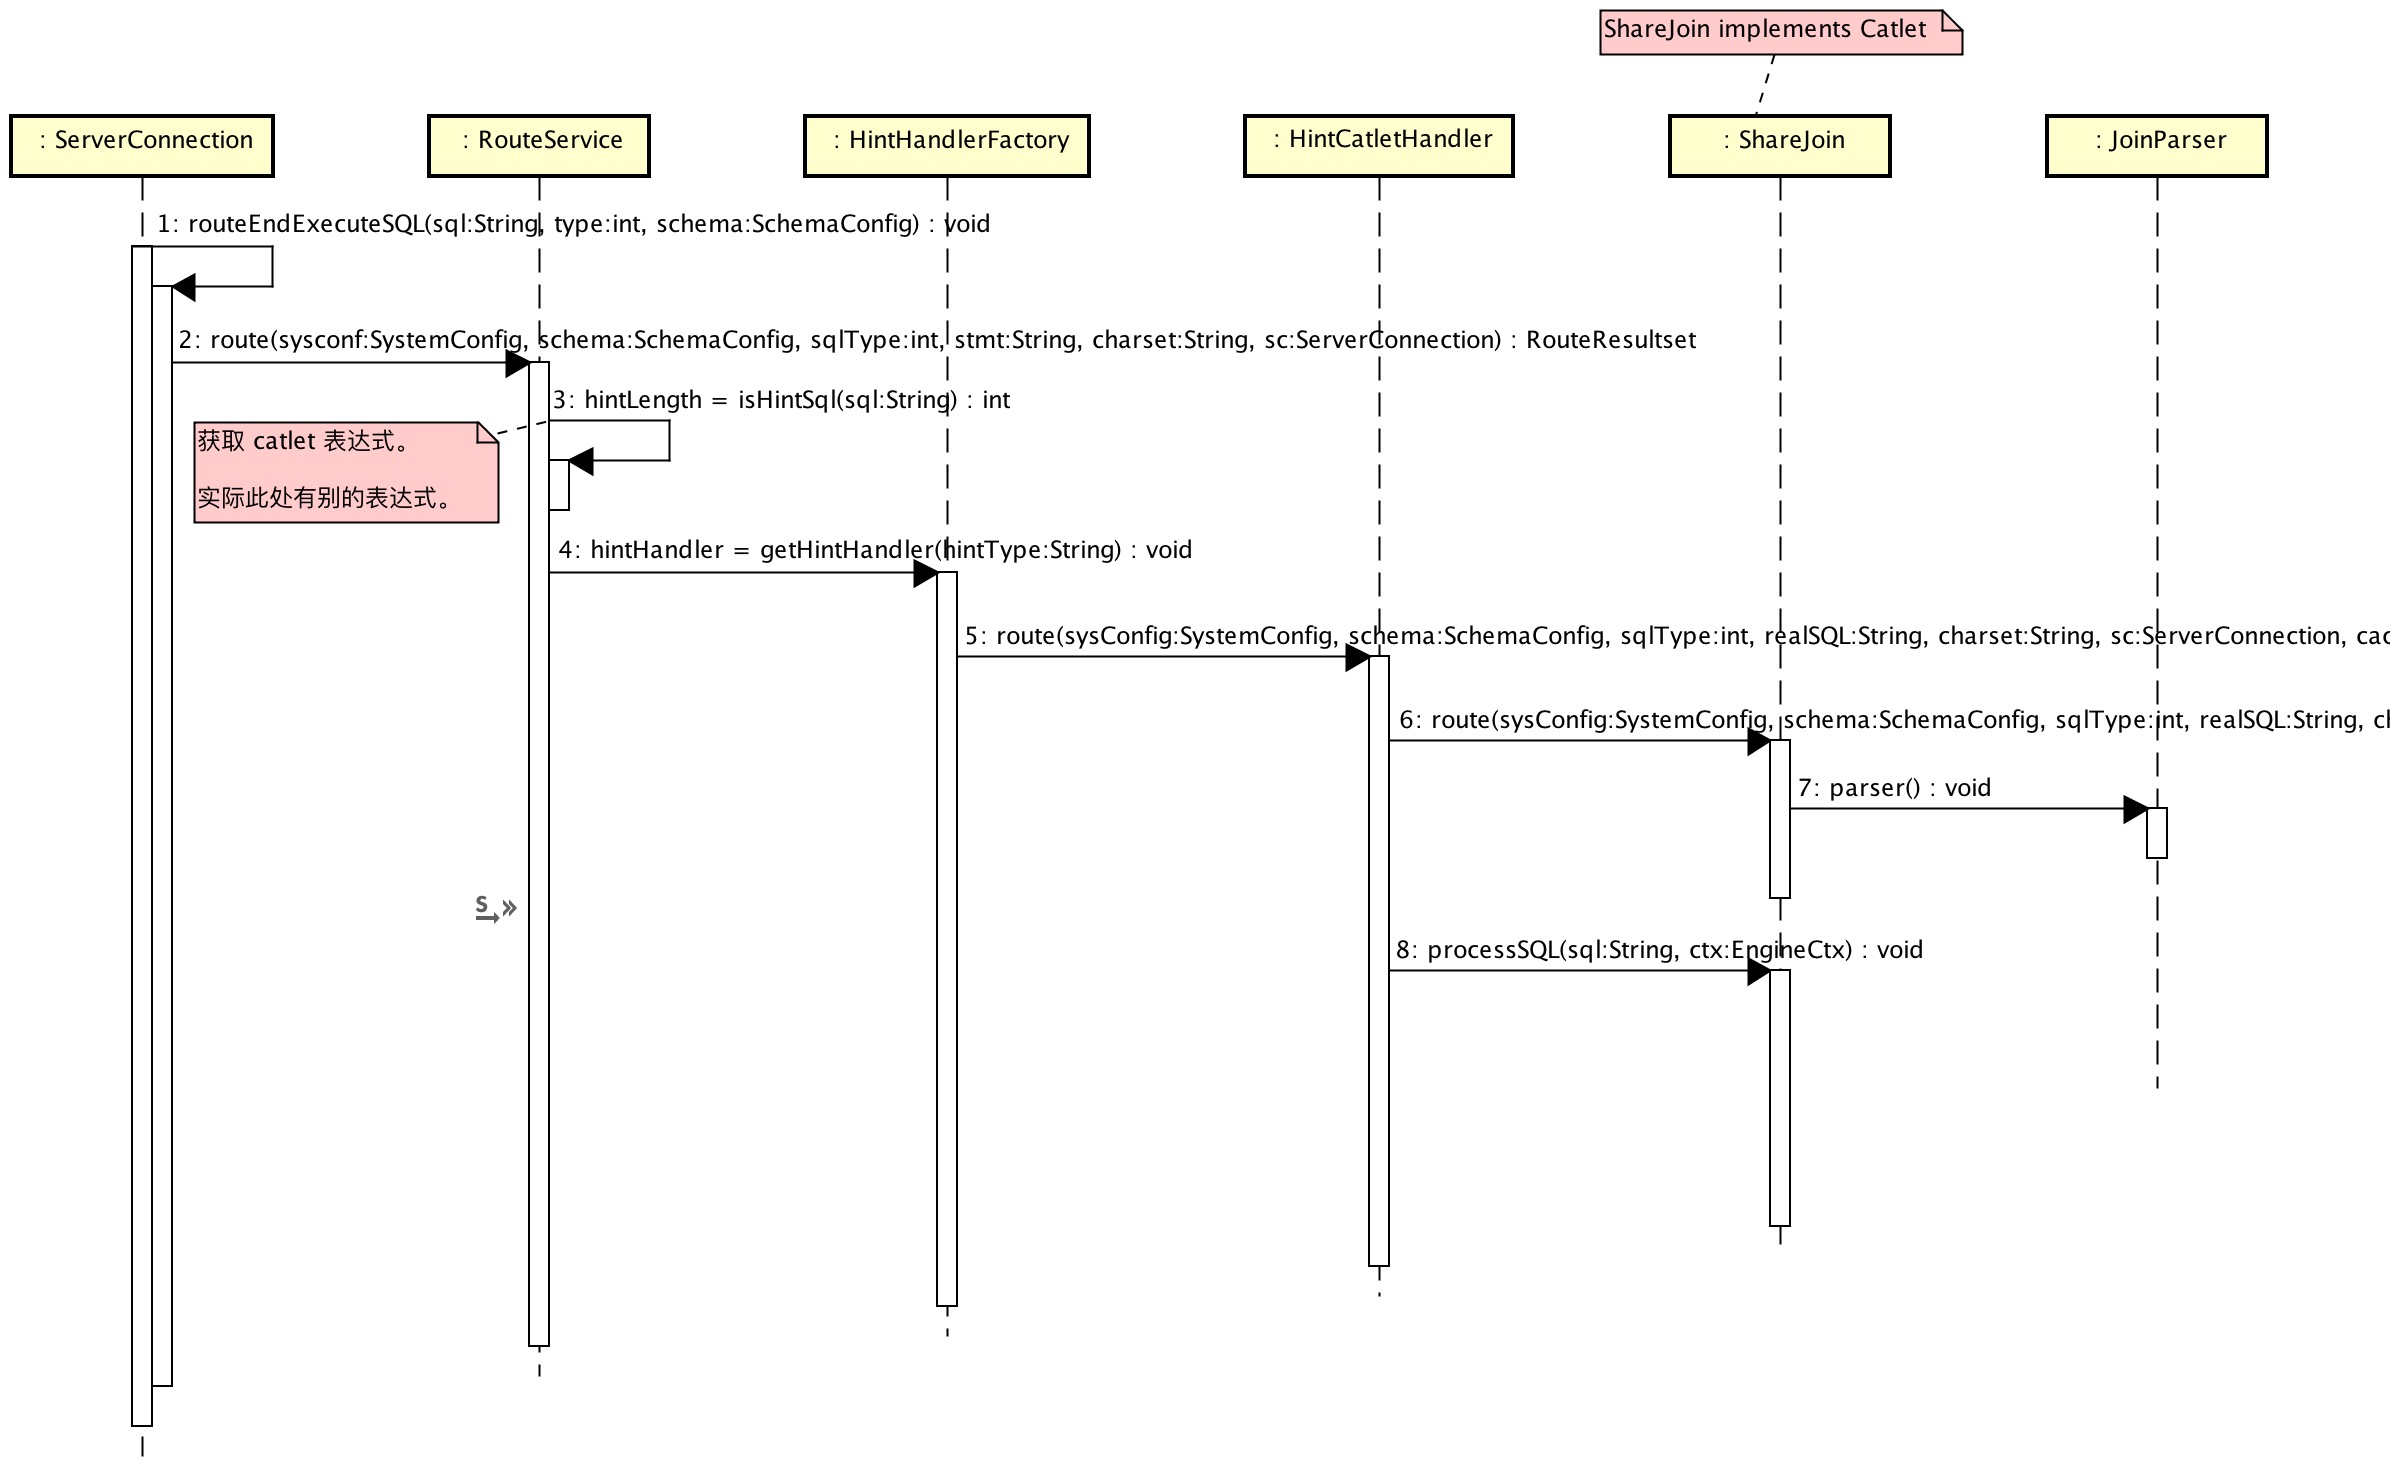 ShareJoin implements Catlet
: ServerConnection
: RouteService
: HintHandlerFactory
: HintCatletHandler
: ShareJoin
: JoinParser
1: routeEndExecuteSQL(sql:String, type:int, schema:SchemaConfig) : void
2: route(sysconf:SystemConfig, schema:SchemaConfig, sqlType:int, stmt:String, charset:String, sc:ServerConnection) : RouteResultset
3: hintLength = isHintSql(sql:String) : int
获取 catlet 表达式。
实际此处有别的表达式。
4: hintHandler = getHintHandler(hintType:String) : void
5: route(sysConfig:SystemConfig, schema:SchemaConfig, sqlType:int, realSQL:String, charset:String, sc:ServerConnection, cac
6: route(sysConfig:SystemConfig, schema:SchemaConfig, sqlType:int, realSQL:String, ch
7: parser() : void
S »
8: processSQL(sql:String, ctx:EngineCtx) : void